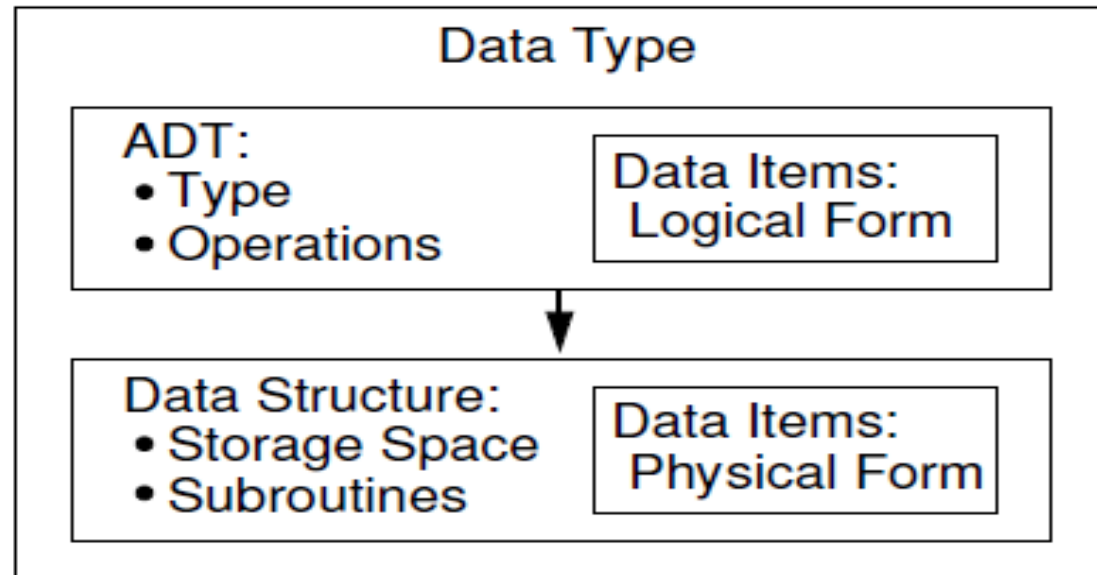 Data Type
ADT:
• Type
• Operations
Data Items:
Logical Form
Data Structure:
• Storage Space
• Subroutines
Data Items:
Physical Form